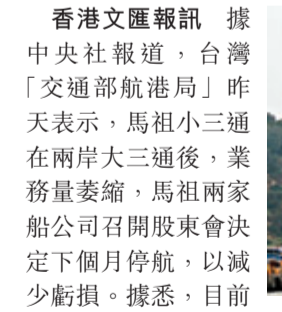 香港文匯報訊　據
中央社報道，台灣
「交通部航港局」昨
天表示，馬祖小三通
在兩岸大三通後，業
務量萎縮，馬祖兩家
船公司召開股東會決
定下個月停航，以減
少虧損。據悉，目前